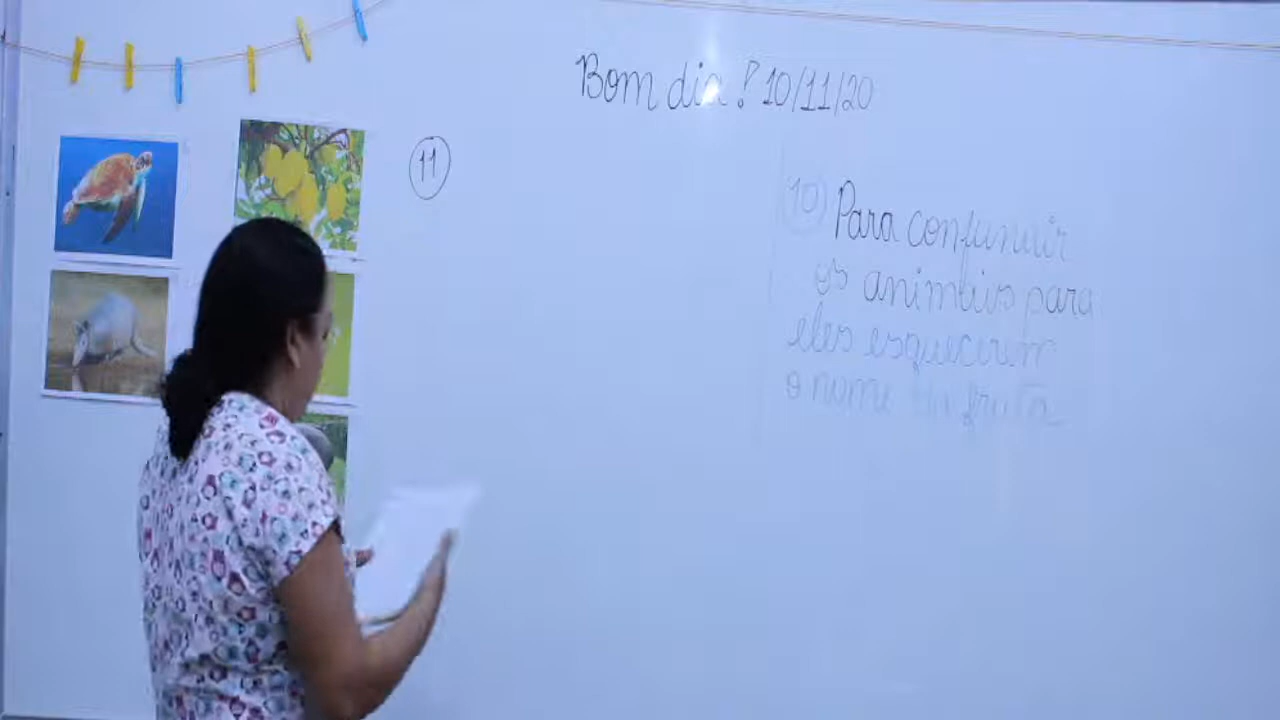 Bom dia! 10/11/20
11
10 Para confundir
os animais para
eles esquecerem
o nome da fruta